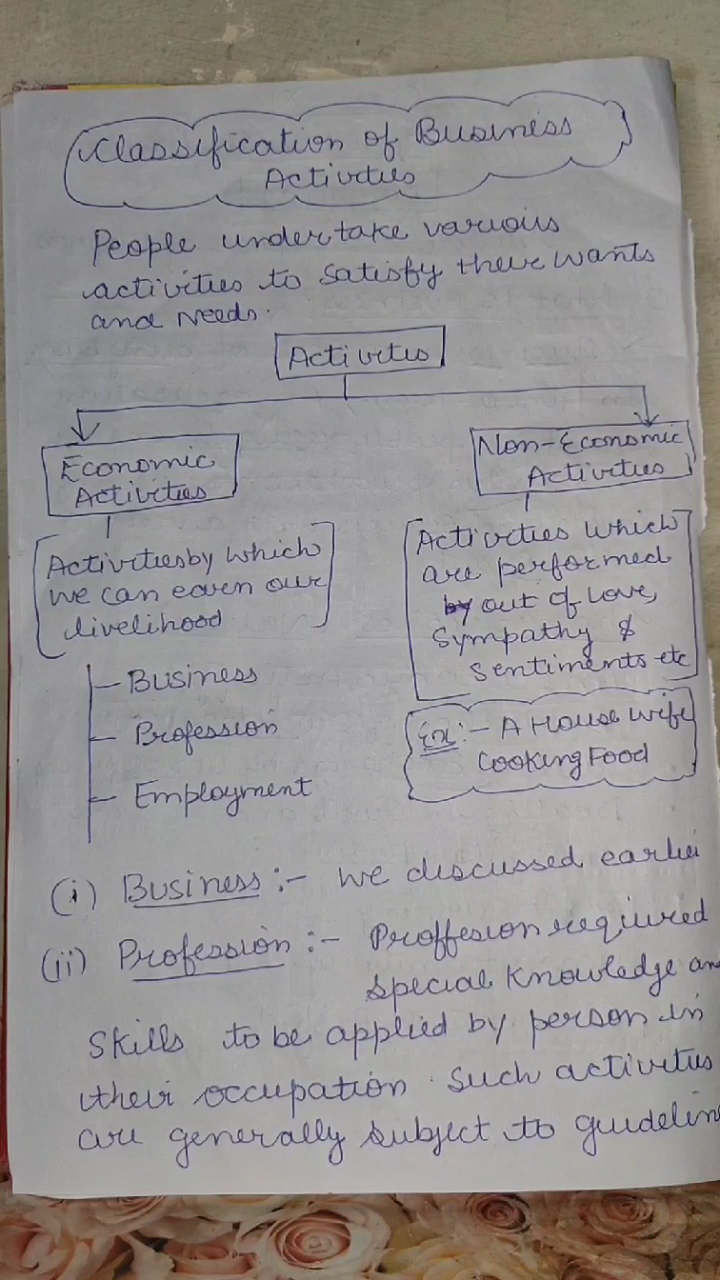 Classification of Business
Activities
People undertake various
activities to satisfy their wants
and Needs.
Activites
Economic
Activities
Non-Economic
Activities
Activities by which
we can earn our
livelihood
Activities which
are performed
out of Love,
Sympathy &
Sentiments etc
- Business
- Profession
- Employment
Ex:- A House Wife
Cooking Food
(i) Business :- we discussed earlier
(ii) Profession :- Proffesion required
special knowledge an
skills to be applied by person in
their occupation. Such activities
are generally subject to guidelin